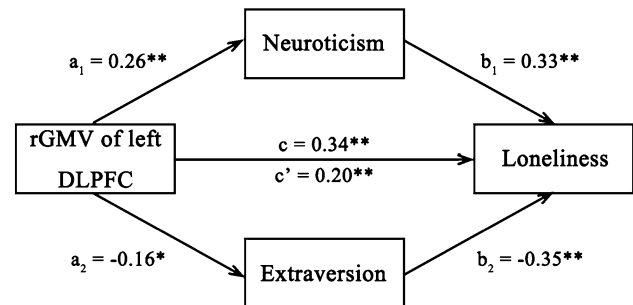 Neuroticism
a1 = 0.26**
b1 = 0.33**
rGMV of left
DLPFC
c = 0.34**
c’ = 0.20**
Loneliness
a2 = -0.16*
b2 = -0.35**
Extraversion